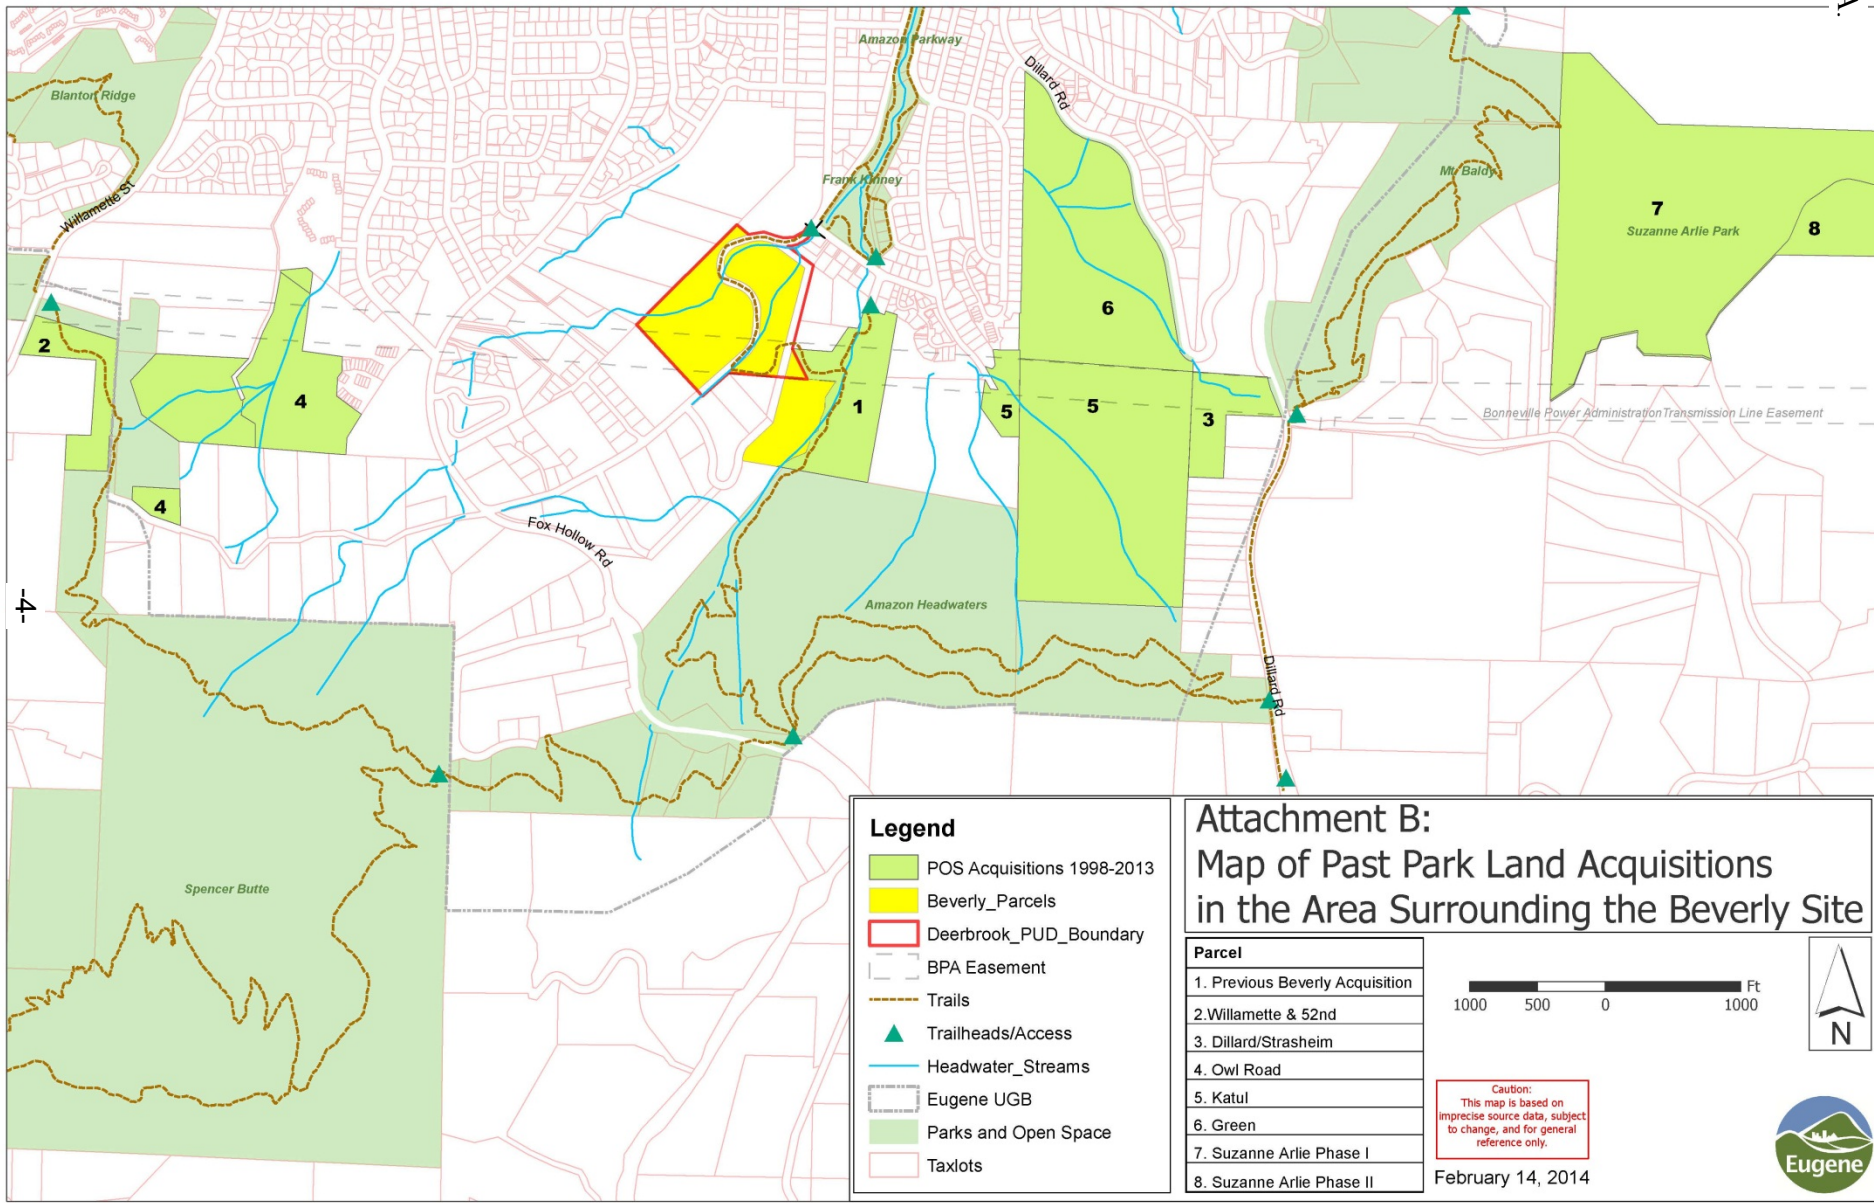 A.
Amazon Parkway
Dillard Rd
Blanton Ridge
Frank Kinney
Mt. Baldy
Willamette St
7
Suzanne Arlie Park
8
6
2
4
1
5
5
3
Bonneville Power Administration Transmission Line Easement
4
Fox Hollow Rd
-4-
Amazon Headwaters
Dillard Rd
Spencer Butte
Legend
POS Acquisitions 1998-2013
Beverly_Parcels
Deerbrook_PUD_Boundary
BPA Easement
Trails
Trailheads/Access
Headwater_Streams
Eugene UGB
Parks and Open Space
Taxlots
Attachment B:
Map of Past Park Land Acquisitions
in the Area Surrounding the Beverly Site
Parcel
1. Previous Beverly Acquisition
2.Willamette & 52nd
3. Dillard/Strasheim
4. Owl Road
5. Katul
6. Green
7. Suzanne Arlie Phase I
8. Suzanne Arlie Phase II
Ft
1000 500 0 1000
N
Caution:
This map is based on
imprecise source data, subject
to change, and for general
reference only.
February 14, 2014
Eugene